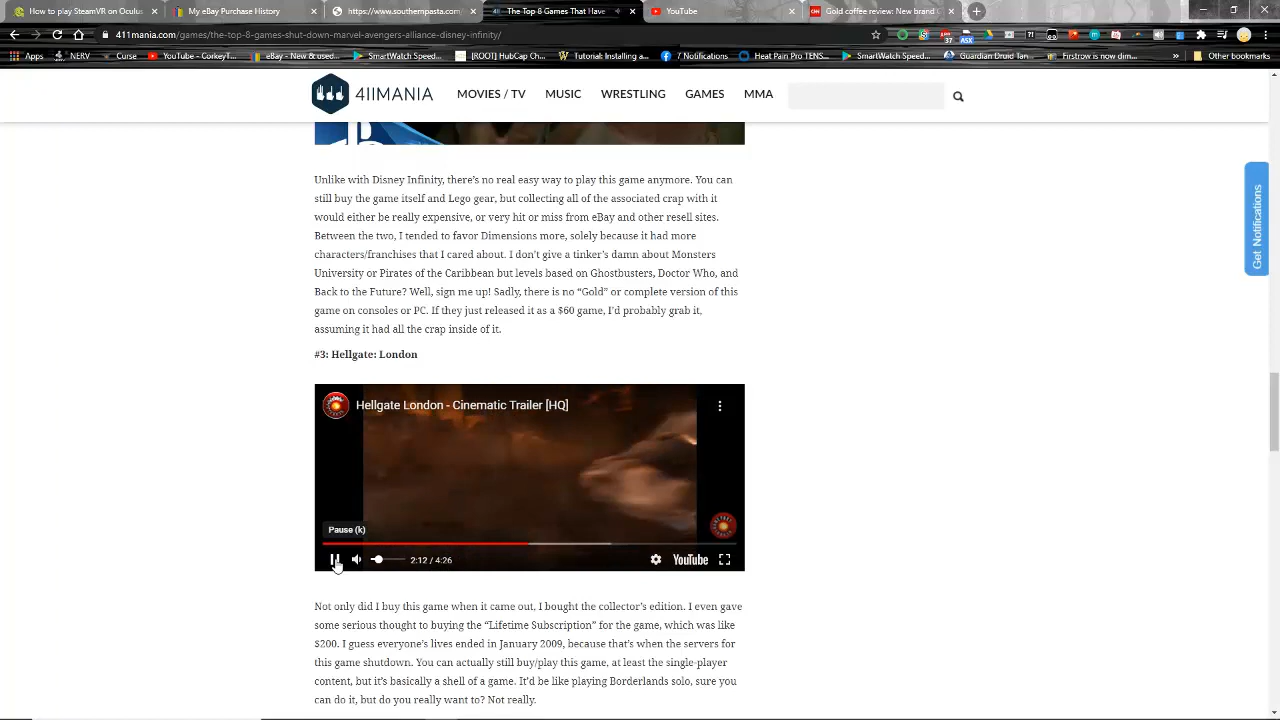 How to play SteamVR on Oculus
My eBay Purchase History
https://www.southernpasta.com/
The Top 8 Games That Have
YouTube
Gold coffee review: New brand
411mania.com/games/the-top-8-games-shut-down-marvel-avengers-alliance-disney-infinity/
Apps
NERV
Curse
YouTube - CorkeyT...
eBay - New & used...
SmartWatch Speed...
[ROOT] HubCap Ch...
Tutorial: Installing a...
7 Notifications
Heat Pain Pro TENS...
SmartWatch Speed...
Guardian Druid Tan...
Firstrow is now dim...
Other bookmarks
411MANIA
MOVIES / TV
MUSIC
WRESTLING
GAMES
MMA
Get Notifications
Unlike with Disney Infinity, there's no real easy way to play this game anymore. You can
still buy the game itself and Lego gear, but collecting all of the associated crap with it
would either be really expensive, or very hit or miss from eBay and other resell sites.
Between the two, I tended to favor Dimensions more, solely because it had more
characters/franchises that I cared about. I don't give a tinker's damn about Monsters
University or Pirates of the Caribbean but levels based on Ghostbusters, Doctor Who, and
Back to the Future? Well, sign me up! Sadly, there is no “Gold” or complete version of this
game on consoles or PC. If they just released it as a $60 game, I'd probably grab it,
assuming it had all the crap inside of it.
#3: Hellgate: London
Hellgate London - Cinematic Trailer [HQ]
Pause (k)
2:12 / 4:26
YouTube
Not only did I buy this game when it came out, I bought the collector's edition. I even gave
some serious thought to buying the “Lifetime Subscription” for the game, which was like
$200. I guess everyone's lives ended in January 2009, because that's when the servers for
this game shutdown. You can actually still buy/play this game, at least the single-player
content, but it's basically a shell of a game. It'd be like playing Borderlands solo, sure you
can do it, but do you really want to? Not really.